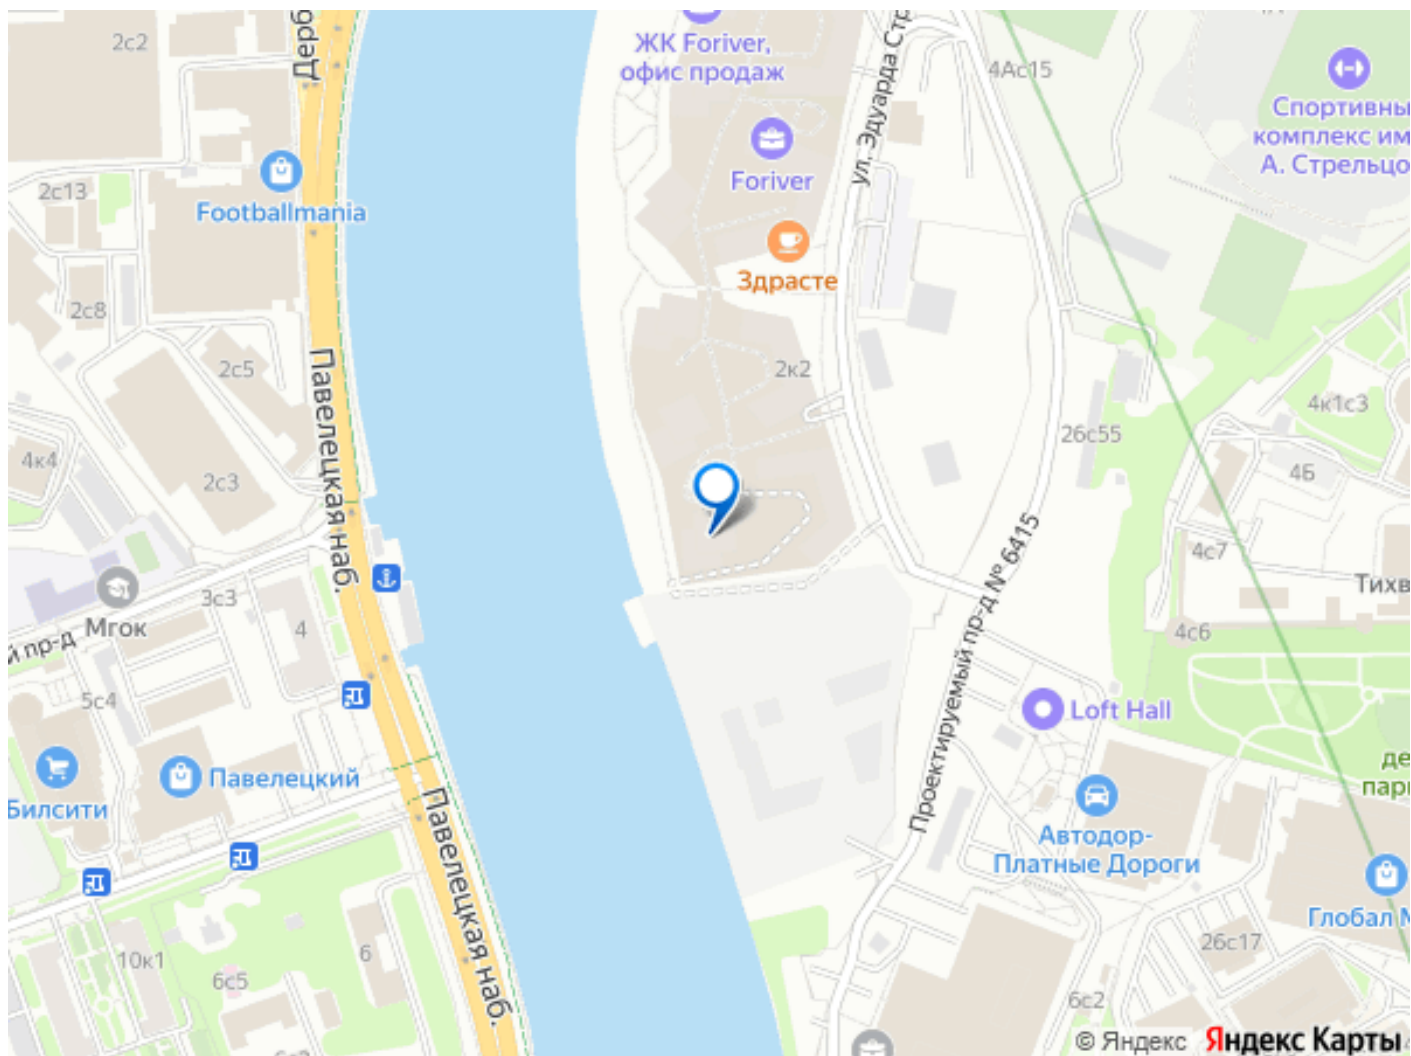 2с2
Дерб
ЖК Foriver,
офис продаж
ул. Эдуарда Стр
4Ас15
Спортивны
комплекс им
А. Стрельцо
Foriver
2с13
Footballmania
Здрасте
2с8
2с5
Павелецкая наб.
2к2
4к1с3
26с55
4к4
2с3
4Б
4с7
Проектируемый пр-д № 6415
Тихв
Мгок
3с3
4
й пр-д
4с6
5с4
Loft Hall
Билсити
Павелецкий
Павелецкая наб.
де
пар
Автодор-
Платные Дороги
Глобал М
10к1
6с5
6
26с17
6с2
© Яндекс Яндекс Карты